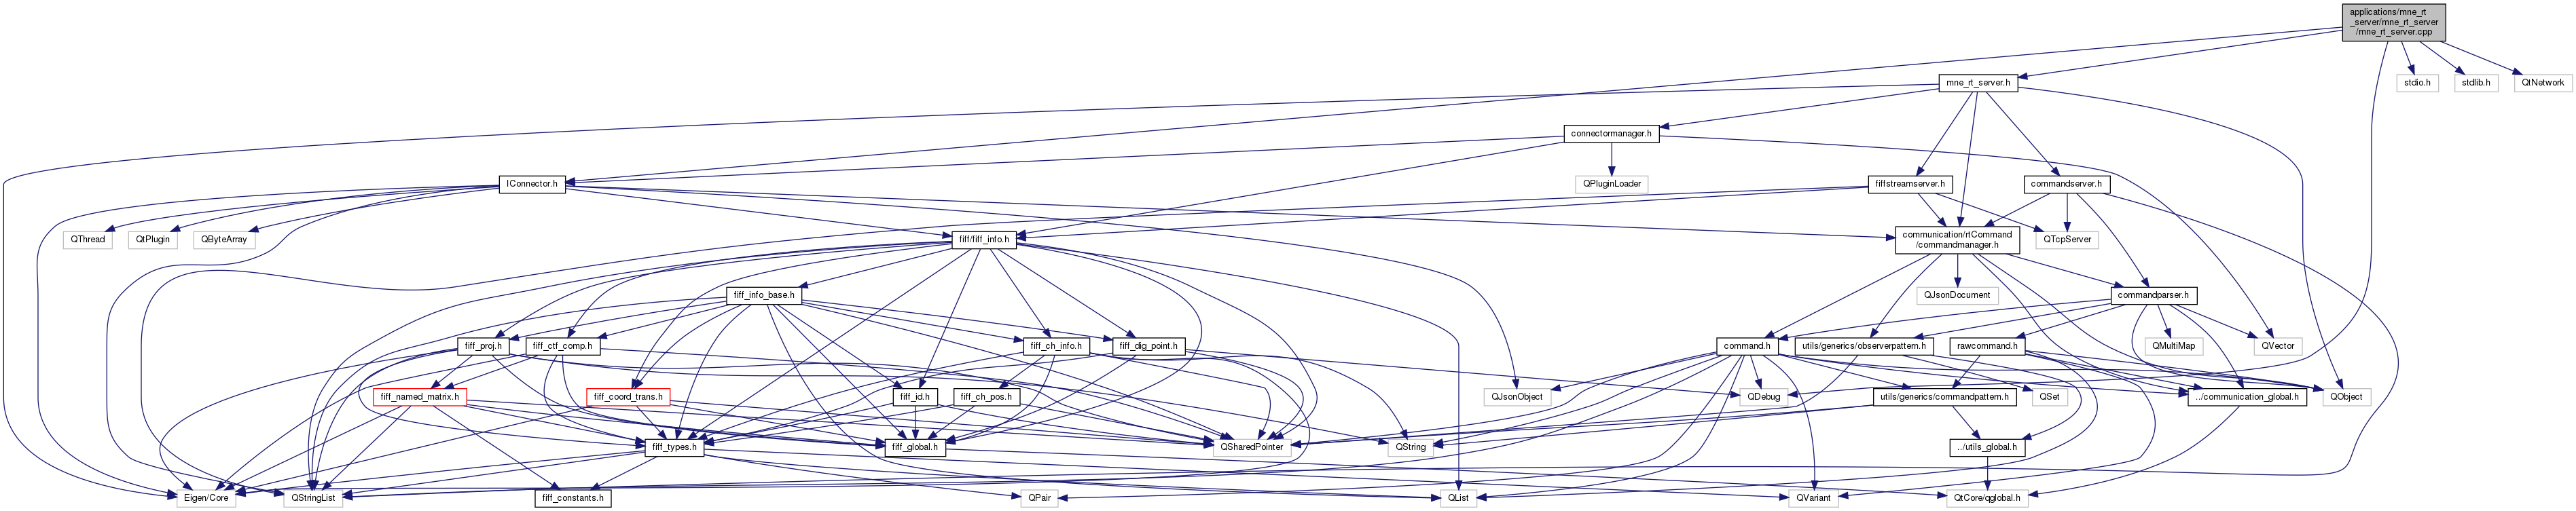 applications/mne_rt
_server/mne_rt_server
/mne_rt_server.cpp
mne_rt_server.h
stdio.h
stdlib.h
QtNetwork
connectormanager.h
IConnector.h
QPluginLoader
fiffstreamserver.h
commandserver.h
QThread
QtPlugin
QByteArray
fiff/fiff_info.h
communication/rtCommand
/commandmanager.h
QTcpServer
fiff_info_base.h
QJsonDocument
commandparser.h
fiff_proj.h
fiff_ctf_comp.h
fiff_ch_info.h
fiff_dig_point.h
command.h
utils/generics/observerpattern.h
rawcommand.h
QMultiMap
QVector
fiff_named_matrix.h
fiff_coord_trans.h
fiff_id.h
fiff_ch_pos.h
QJsonObject
QDebug
utils/generics/commandpattern.h
QSet
../communication_global.h
QObject
fiff_types.h
fiff_global.h
QSharedPointer
QString
../utils_global.h
Eigen/Core
QStringList
fiff_constants.h
QPair
QList
QVariant
QtCore/qglobal.h